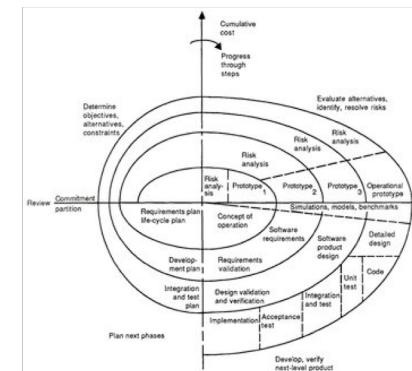 Cumulative
cost
Progress
through
steps
Determine
objectives,
alternatives,
constraints
Evaluate alternatives,
identify, resolve risks
Risk
analysis
Risk
analysis
Risk
analysis
Risk
analy-
sis
Prototype 1
Prototype 2
Prototype 3
Operational
prototype
Review
Commitment
partition
Simulations, models, benchmarks
Requirements plan
life-cycle plan
Concept of
operation
Software
requirements
Software
product
design
Detailed
design
Develop-
ment plan
Requirements
validation
Unit
test
Code
Integration
and test
plan
Design validation
and verification
Integration
and test
Acceptance
test
Implementation
Plan next phases
Develop, verify
next-level product